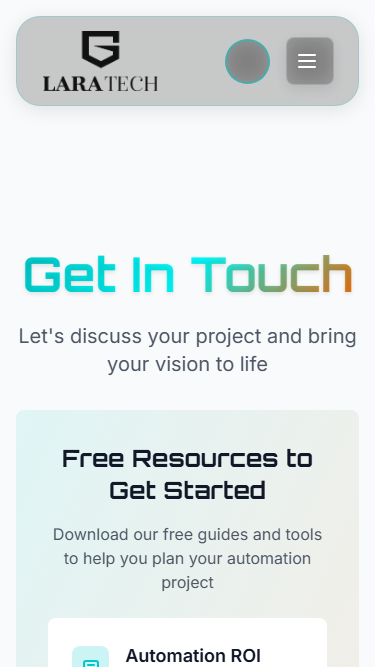 LARATECH
Get In Touch
Let's discuss your project and bring
your vision to life
Free Resources to
Get Started
Download our free guides and tools
to help you plan your automation
project
Automation ROI